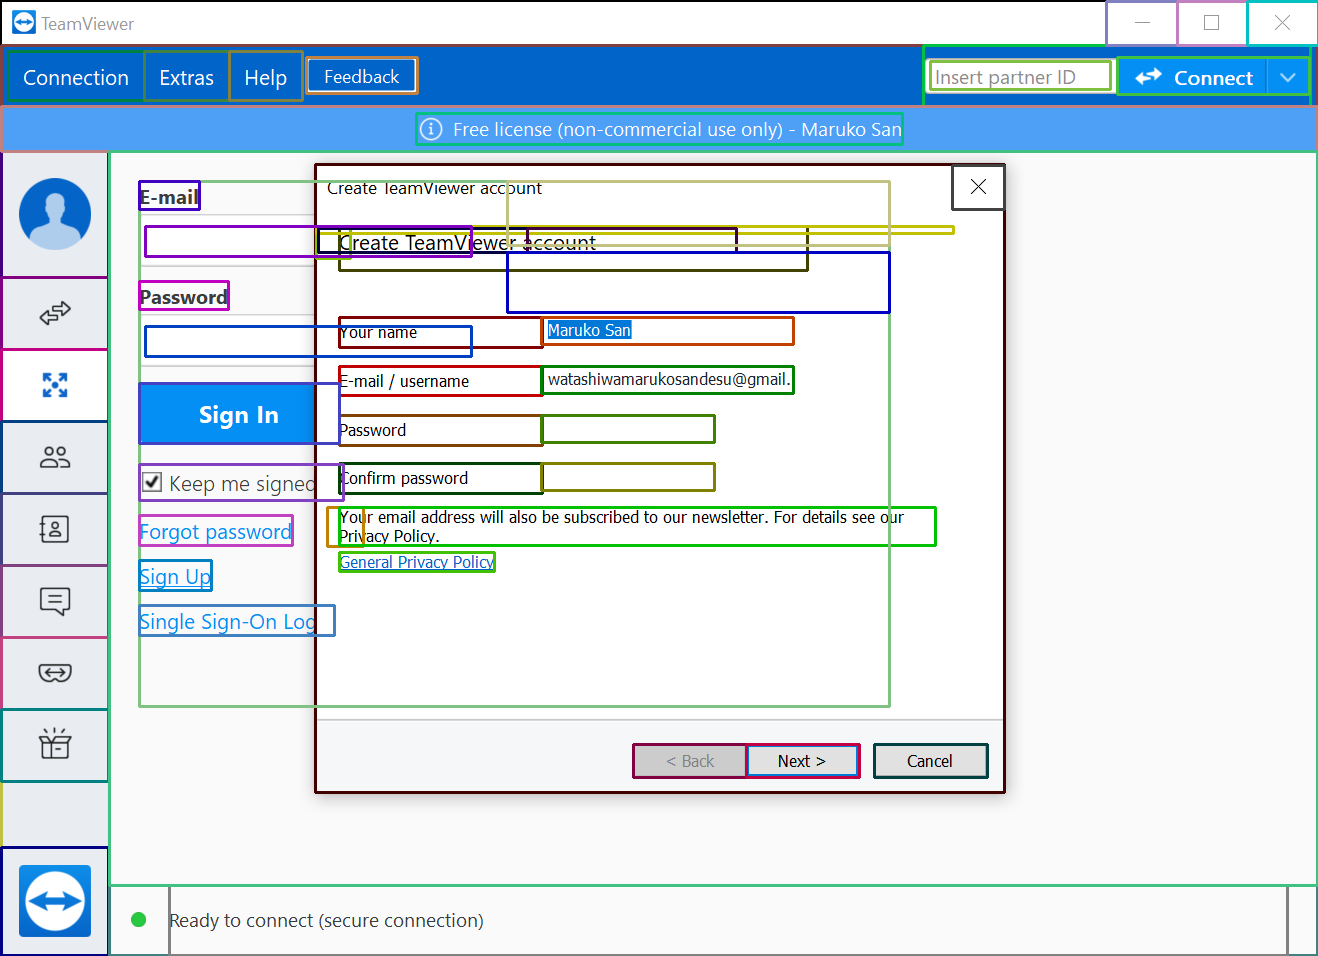 TeamViewer
Connection
Extras
Help
Feedback
Insert partner ID
Connect
Free license (non-commercial use only) - Maruko San
E-mail
Password
Sign In
Keep me signed
Forgot password
Sign Up
Single Sign-On Log
Create TeamViewer account
Create TeamViewer account
Your name
Maruko San
E-mail / username
watashiwamarukosandesu@gmail.
Password
Confirm password
Your email address will also be subscribed to our newsletter. For details see our
Privacy Policy.
General Privacy Policy
< Back
Next >
Cancel
Ready to connect (secure connection)